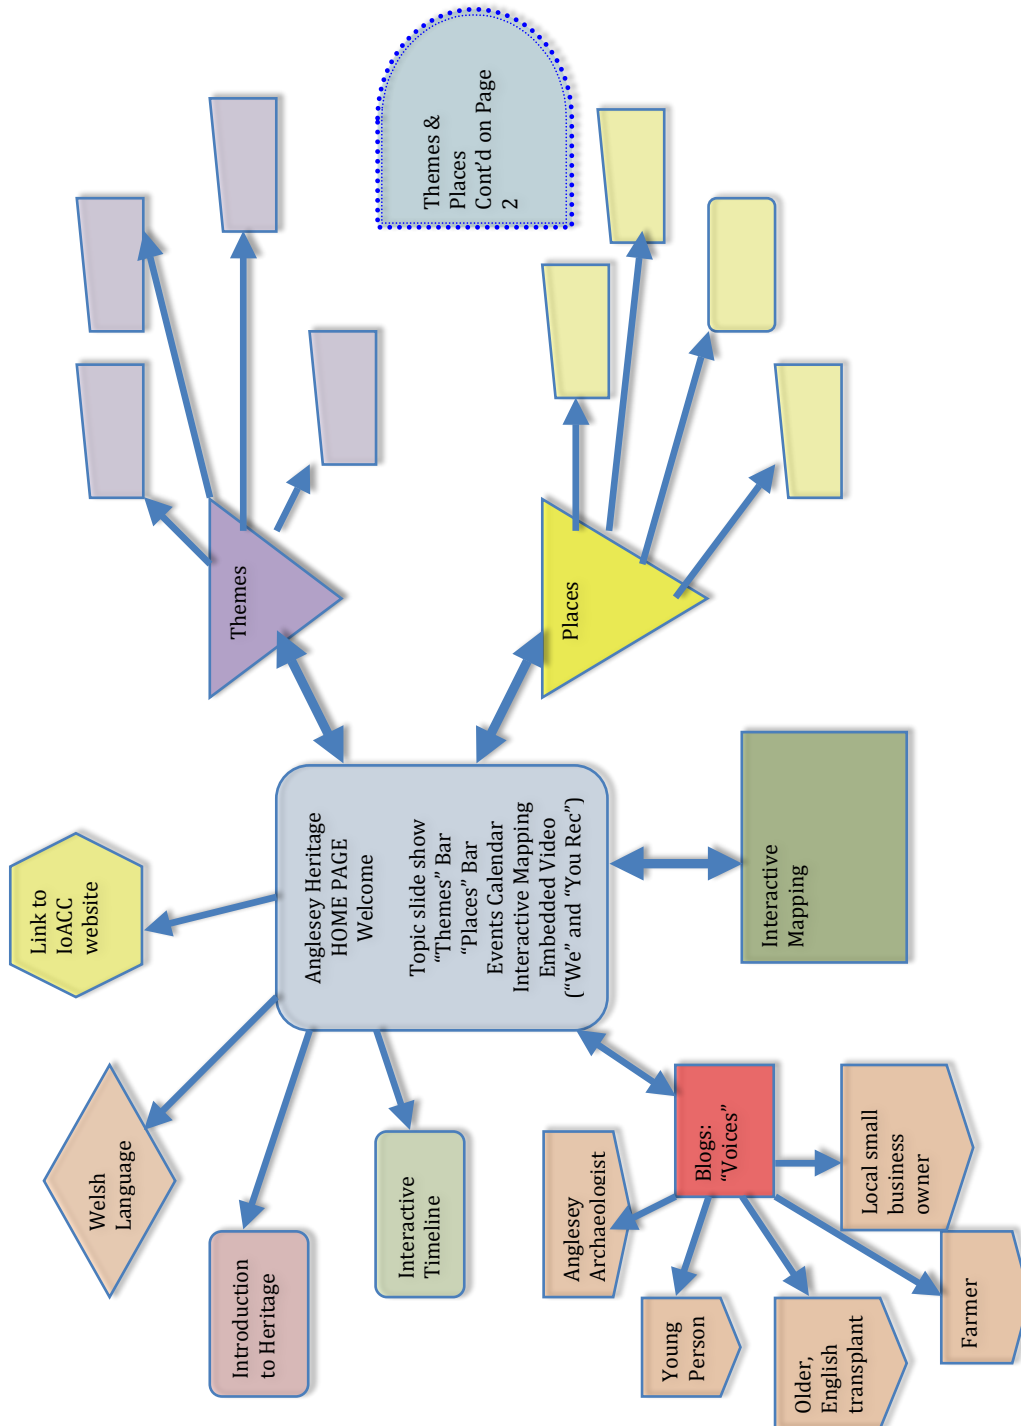 Link to
IoACC
website
Welsh
Language
Introduction
to Heritage
Interactive
Timeline
Anglesey Heritage
HOME PAGE
Welcome
Topic slide show
“Themes” Bar
“Places” Bar
Events Calendar
Interactive Mapping
Embedded Video
(“We” and “You Rec”)
Themes
Places
Themes &
Places
Cont’d on Page
2
Interactive
Mapping
Blogs:
“Voices”
Anglesey
Archaeologist
Young
Person
Older,
English
transplant
Farmer
Local small
business
owner